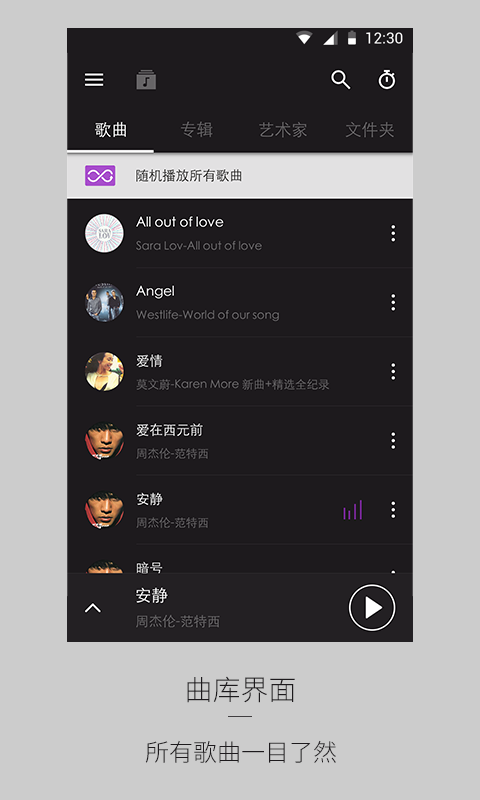 12:30
歌曲 专辑 艺术家 文件夹
随机播放所有歌曲
All out of love
Sara Lov-All out of love
Angel
Westlife-World of our song
爱情
莫文蔚-Karen More 新曲+精选全纪录
爱在西元前
周杰伦-范特西
安静
周杰伦-范特西
暗号
安静
周杰伦-范特西
曲库界面
所有歌曲一目了然